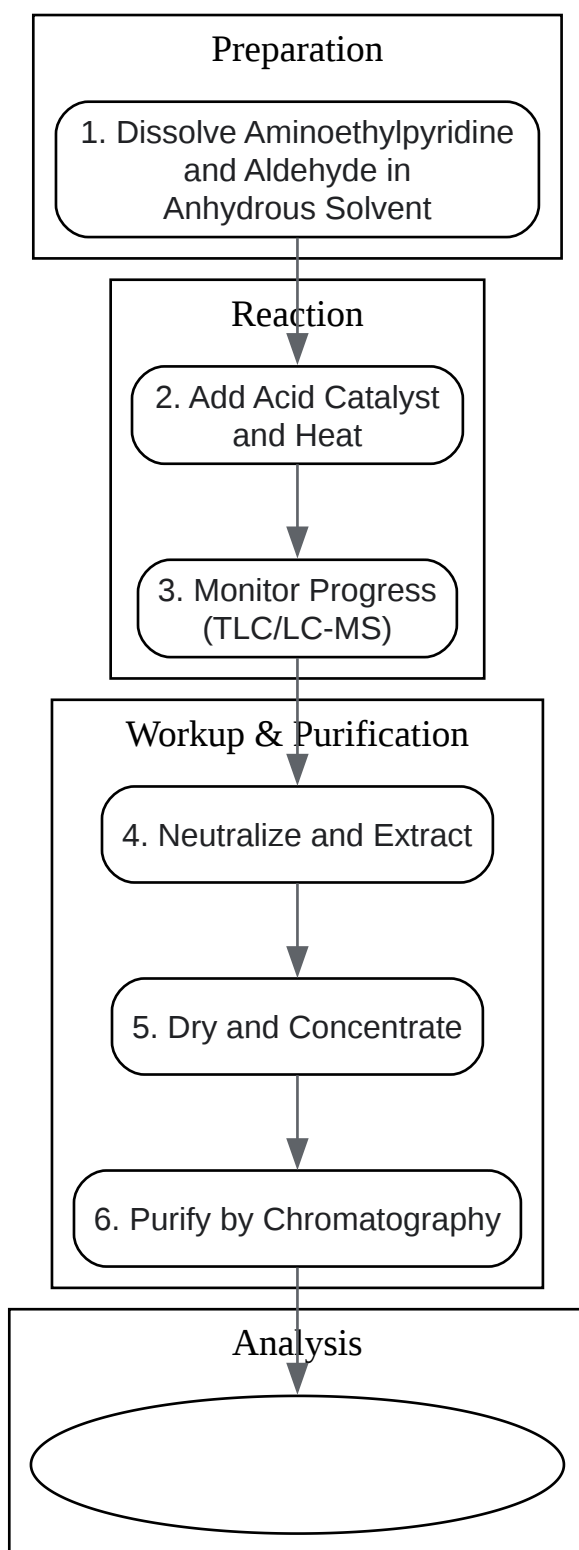 Preparation
1. Dissolve Aminoethylpyridine
and Aldehyde in
Anhydrous Solvent
Reaction
2. Add Acid Catalyst
and Heat
3. Monitor Progress
(TLC/LC-MS)
Workup & Purification
4. Neutralize and Extract
5. Dry and Concentrate
6. Purify by Chromatography
Analysis